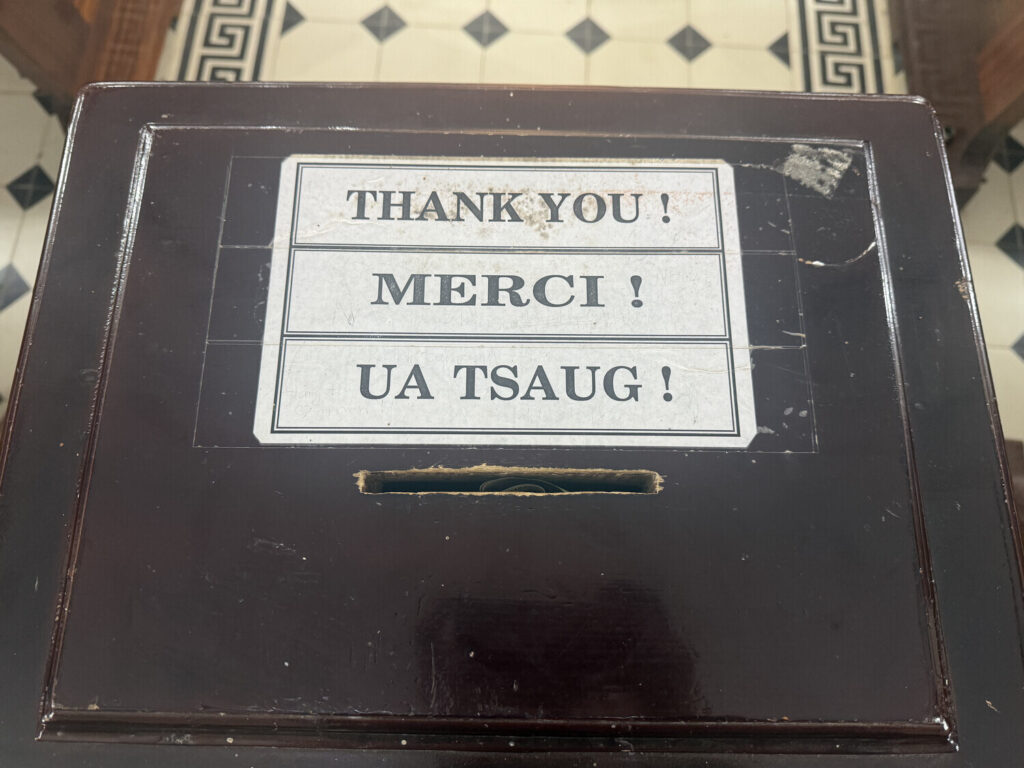 THANK YOU !
MERCI !
UA TSAUG !